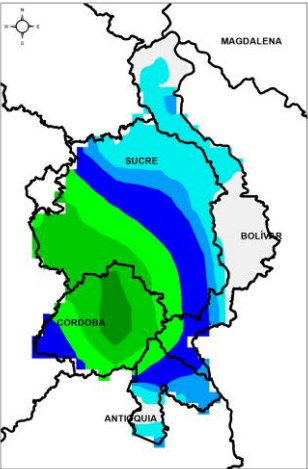 N
W E
S
MAGDALENA
SUCRE
BOLÍVAR
CÓRDOBA
ANTIOQUIA